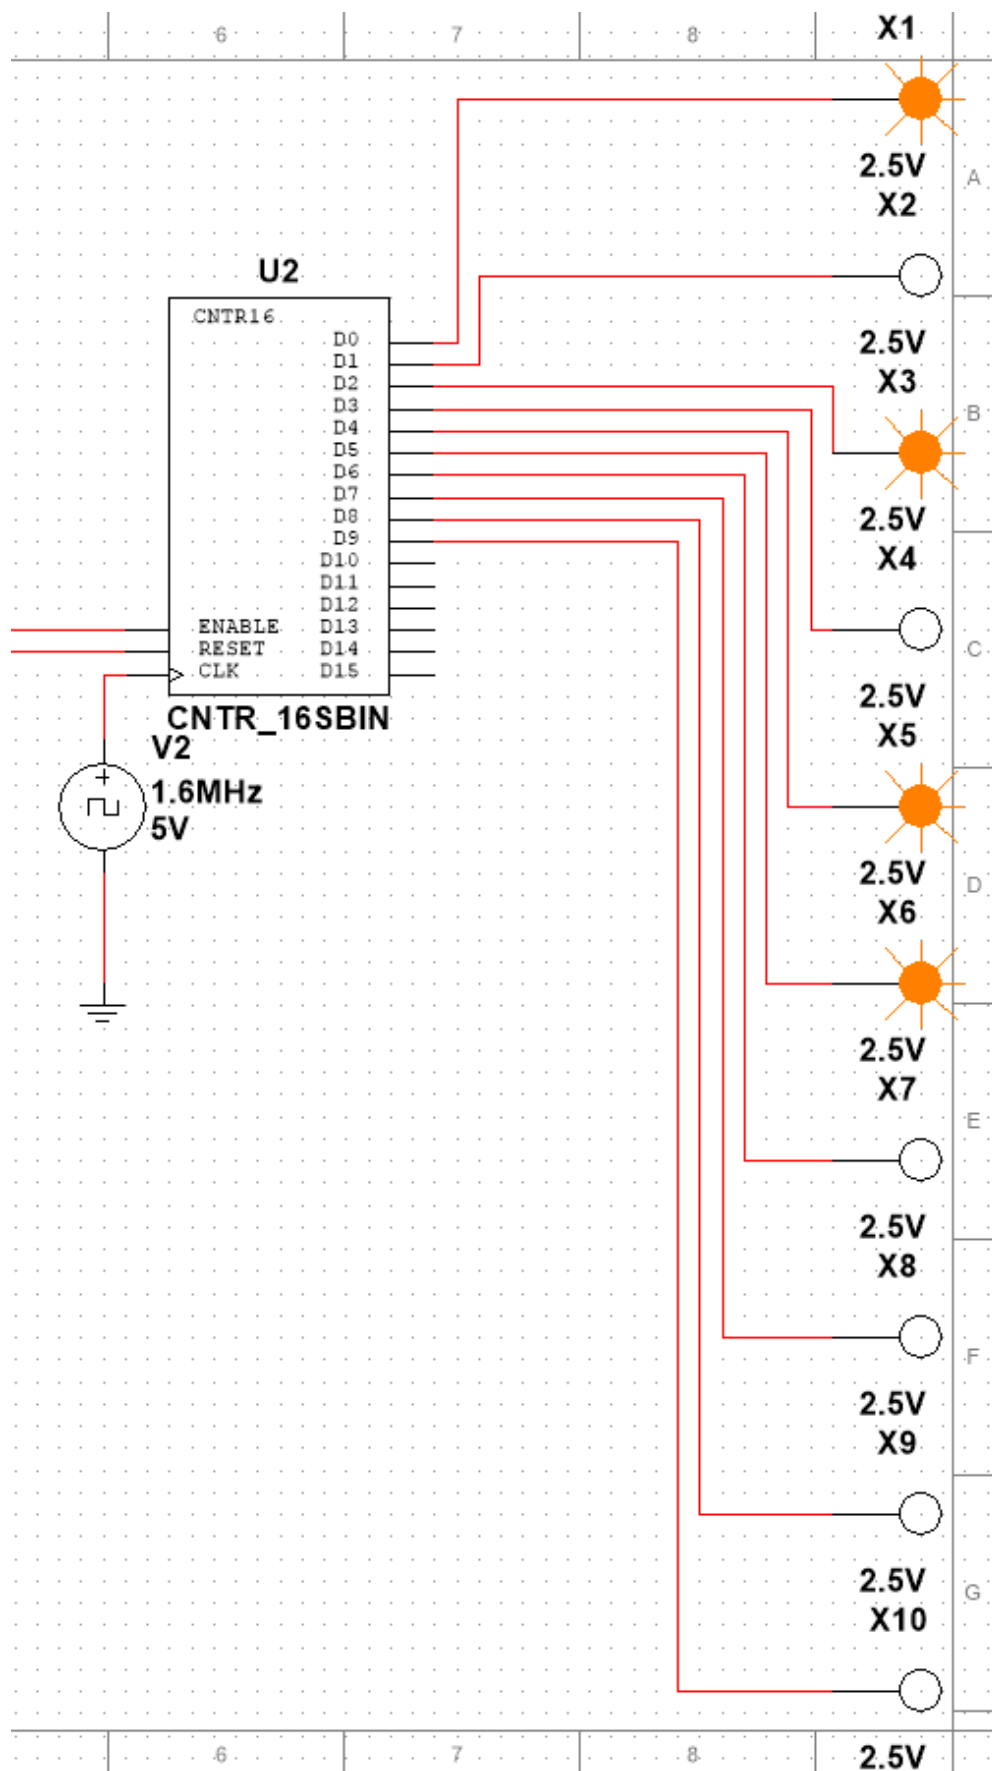 6 7 8
X1
2.5V
X2
A
U2
CNTR16
D0
D1
D2
D3
D4
D5
D6
D7
D8
D9
D10
D11
D12
ENABLE D13
RESET D14
CLK D15
CNTR_16SBIN
V2
1.6MHz
5V
2.5V
X3
B
2.5V
X4
C
2.5V
X5
2.5V
X6
D
2.5V
X7
E
2.5V
X8
F
2.5V
X9
2.5V
X10
G
6 7 8
2.5V